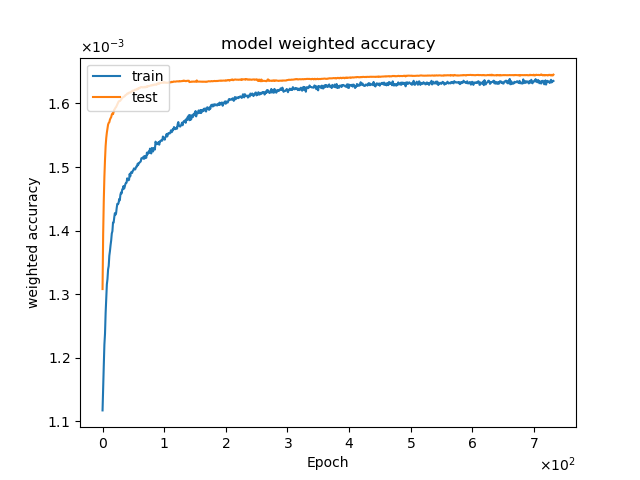 model weighted accuracy
×10⁻³
train
test
1.6
1.5
1.4
1.3
1.2
1.1
weighted accuracy
0 1 2 3 4 5 6 7
Epoch
×10²